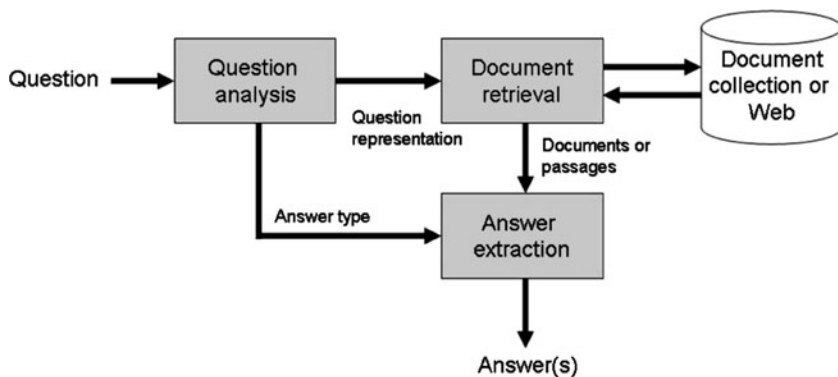 Question
Question
analysis
Document
retrieval
Document
collection or
Web
Question
representation
Documents or
passages
Answer type
Answer
extraction
Answer(s)